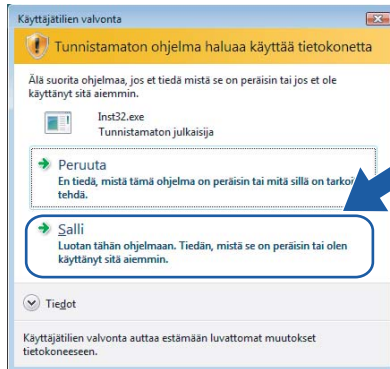 Käyttäjätilien valvonta
Tunnistamaton ohjelma haluaa käyttää tietokonetta
Älä suorita ohjelmaa, jos et tiedä mistä se on peräisin tai jos et ole
käyttänyt sitä aiemmin.
Inst32.exe
Tunnistamaton julkaisija
Peruuta
En tiedä, mistä tämä ohjelma on peräisin tai mitä sillä on
tehdä.
Salli
Luotan tähän ohjelmaan. Tiedän, mistä se on peräisin tai olen
käyttänyt sitä aiemmin.
Tiedot
Käyttäjätilien valvonta auttaa estämään luvattomat muutokset
tietokoneeseen.